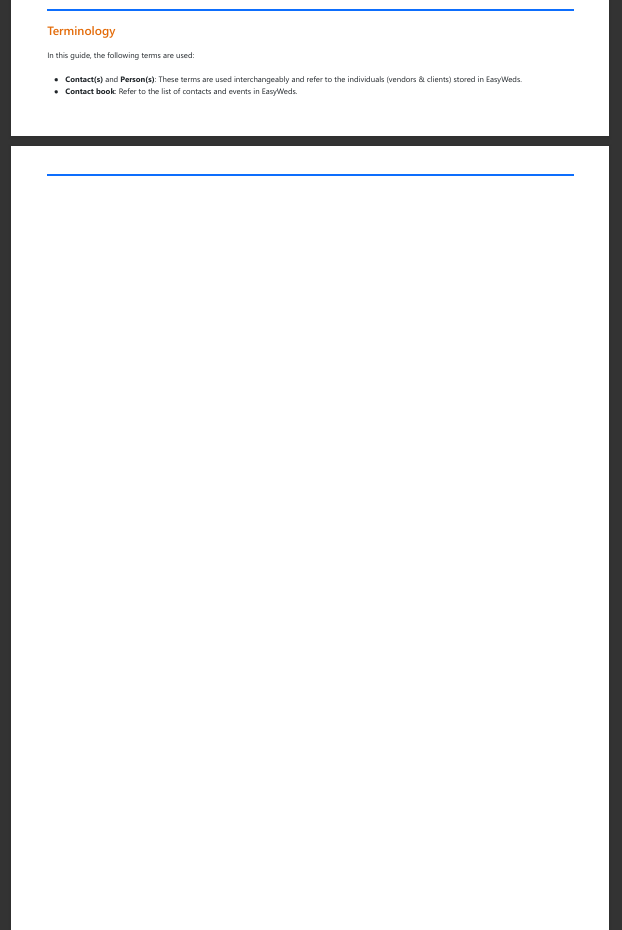 Terminology
In this guide, the following terms are used:
● Contact(s) and Person(s): These terms are used interchangeably and refer to the individuals (vendors & clients) stored in EasyWeds.
● Contact book: Refer to the list of contacts and events in EasyWeds.